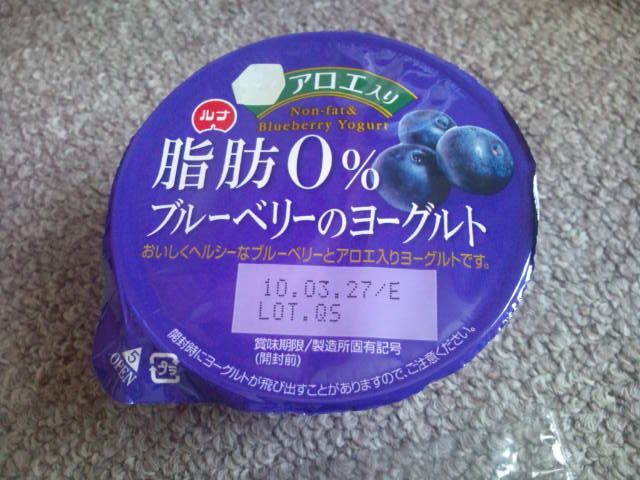 アロエ入り
ルナ
Non-fat&
Blueberry Yogurt
脂肪0%
ブルーベリーのヨーグルト
おいしくヘルシーなブルーベリーとアロエ入りヨーグルトです。
10.03.27/E
LOT.QS
賞味期限/製造所固有記号
(開封前)
開封時にヨーグルトが飛び出すことがありますので、ご注意ください。
5
OPEN
プラ